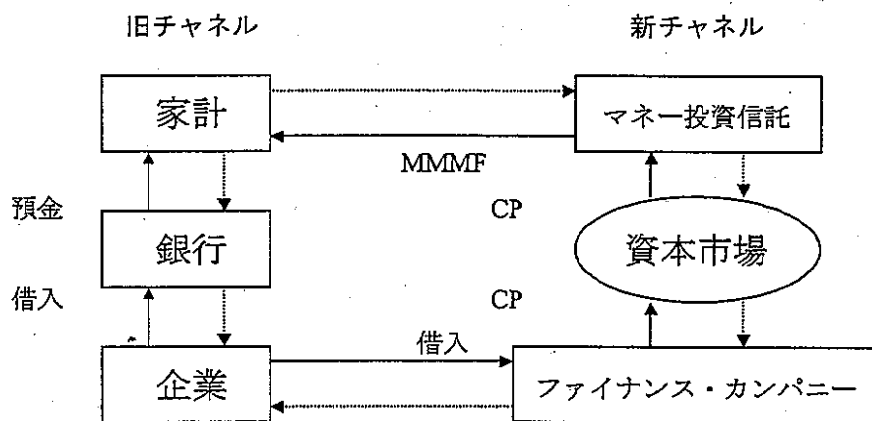 旧チャネル
新チャネル
家計
マネー投資信託
MMMF
預金
CP
銀行
資本市場
借入
CP
借入
企業
ファイナンス・カンパニー